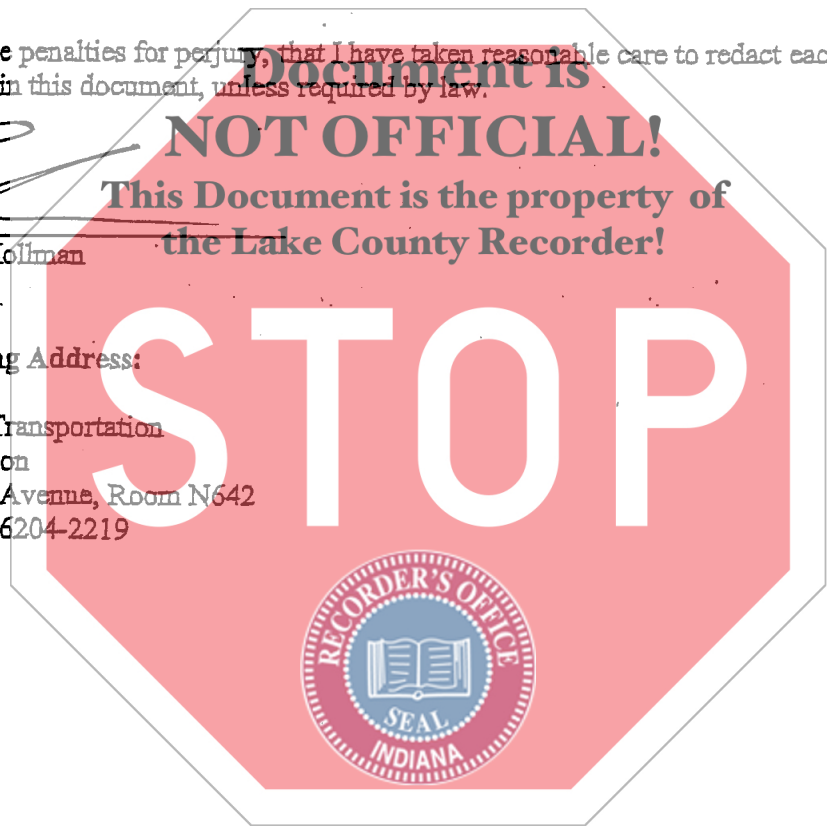 e penalties for perjury, that I have taken reasonable care to redact eac
in this document, unless required by law.
Document is
NOT OFFICIAL!
This Document is the property of
the Lake County Recorder!
ollman
STOP
g Address:
Transportation
on
Avenue, Room N642
6204-2219
RECORDER'S OFFICE
SEAL
INDIANA